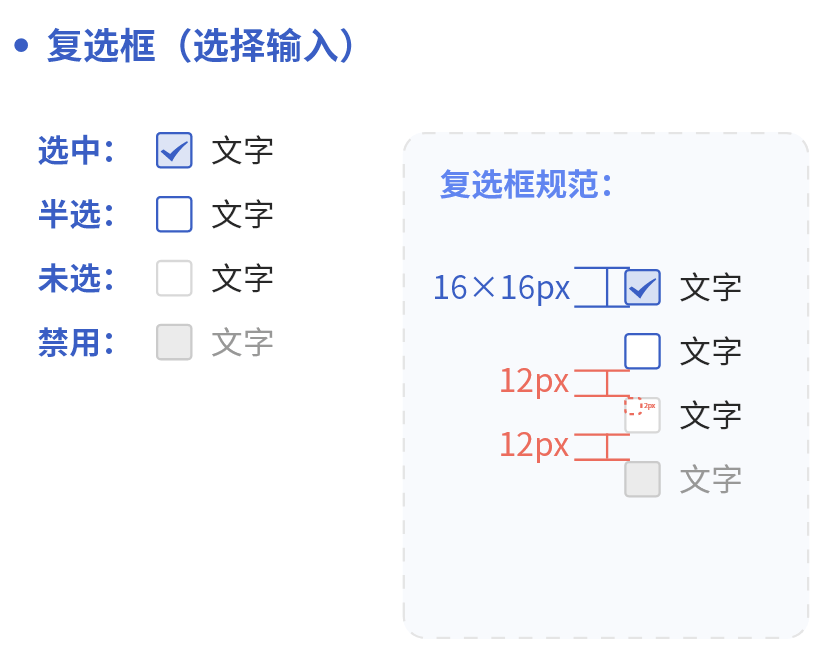 • 复选框（选择输入）
选中： 文字
半选： 文字
未选： 文字
禁用： 文字
复选框规范：
16×16px 文字
文字
12px
2px 文字
12px
文字